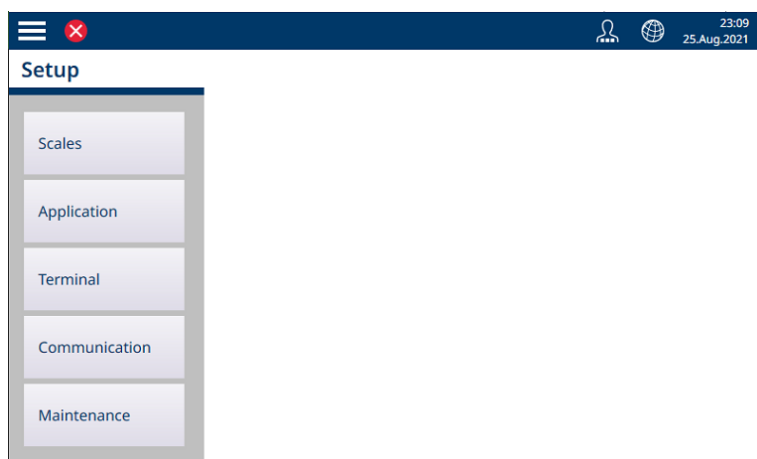 23:09
25.Aug.2021
Setup
Scales
Application
Terminal
Communication
Maintenance